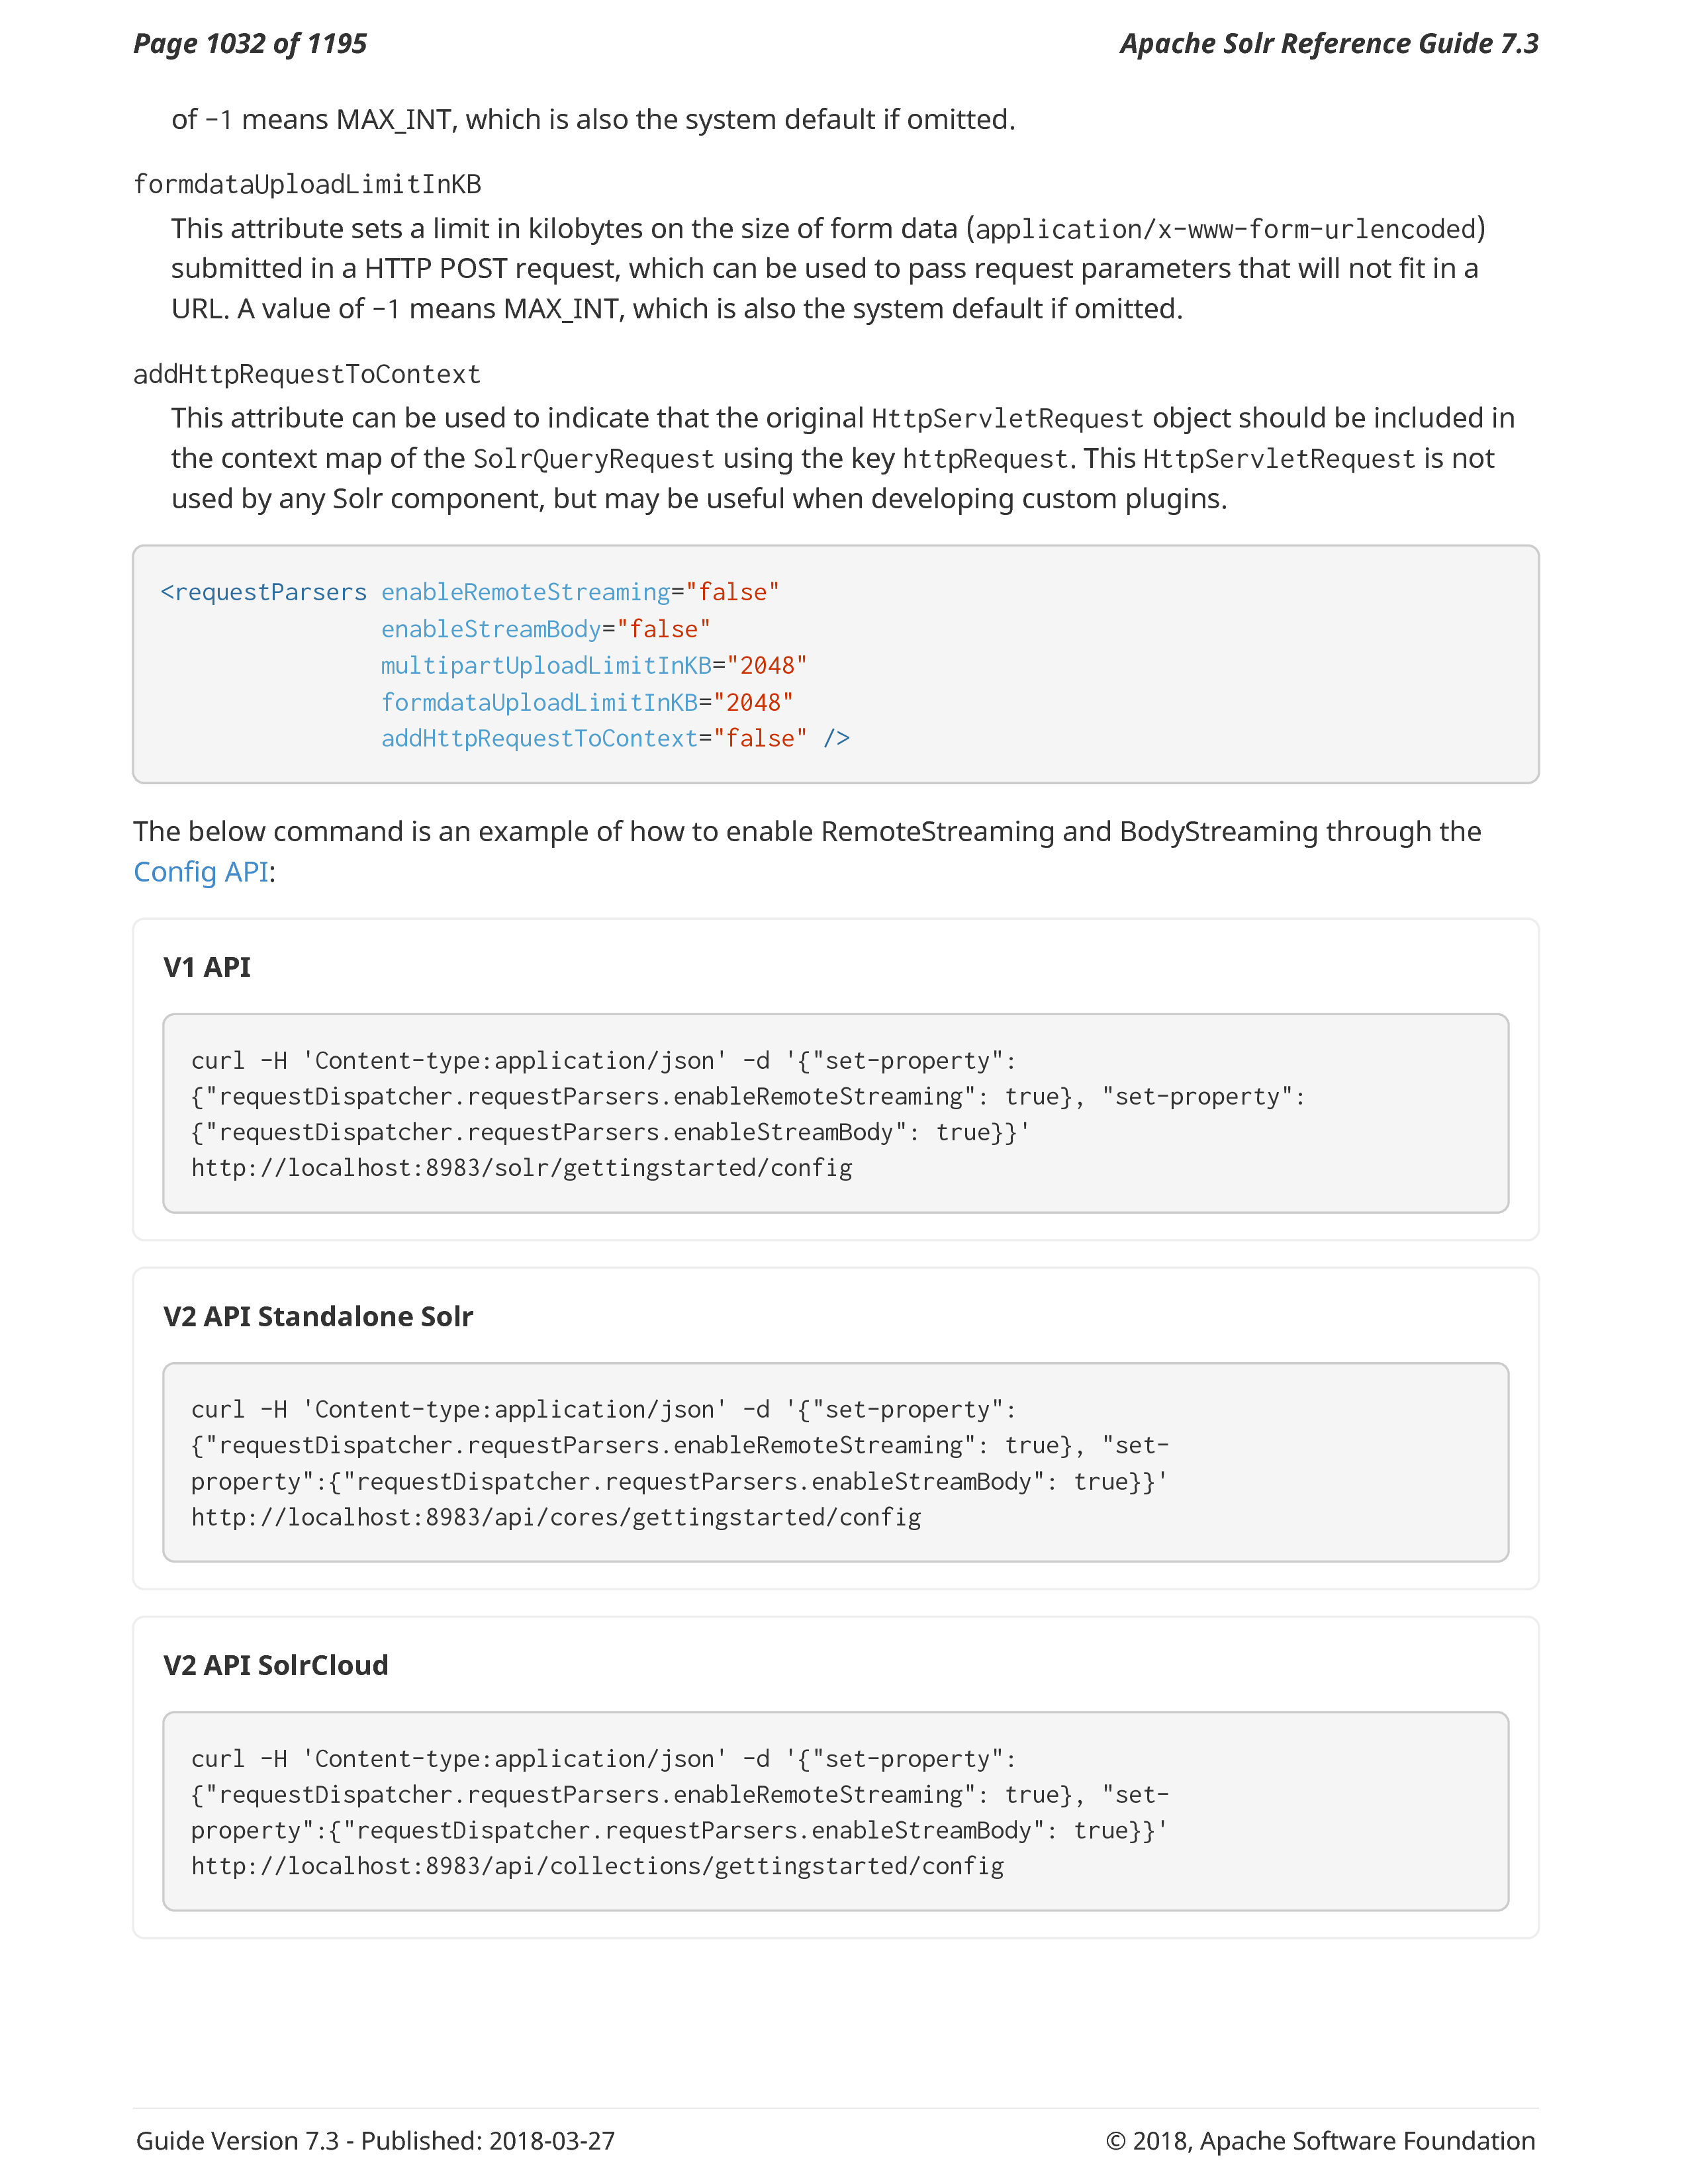 Page 1032 of 1195
Apache Solr Reference Guide 7.3
of -1 means MAX_INT, which is also the system default if omitted.
formdataUploadLimitInKB
This attribute sets a limit in kilobytes on the size of form data (application/x-www-form-urlencoded)
submitted in a HTTP POST request, which can be used to pass request parameters that will not fit in a
URL. A value of -1 means MAX_INT, which is also the system default if omitted.
addHttpRequestToContext
This attribute can be used to indicate that the original HttpServletRequest object should be included in
the context map of the SolrQueryRequest using the key httpRequest. This HttpServletRequest is not
used by any Solr component, but may be useful when developing custom plugins.
<requestParsers enableRemoteStreaming="false"
enableStreamBody="false"
multipartUploadLimitInKB="2048"
formdataUploadLimitInKB="2048"
addHttpRequestToContext="false" />
The below command is an example of how to enable RemoteStreaming and BodyStreaming through the
Config API:
V1 API
curl -H 'Content-type:application/json' -d '{"set-property":
{"requestDispatcher.requestParsers.enableRemoteStreaming": true}, "set-property":
{"requestDispatcher.requestParsers.enableStreamBody": true}}'
http://localhost:8983/solr/gettingstarted/config
V2 API Standalone Solr
curl -H 'Content-type:application/json' -d '{"set-property":
{"requestDispatcher.requestParsers.enableRemoteStreaming": true}, "set-
property":{"requestDispatcher.requestParsers.enableStreamBody": true}}'
http://localhost:8983/api/cores/gettingstarted/config
V2 API SolrCloud
curl -H 'Content-type:application/json' -d '{"set-property":
{"requestDispatcher.requestParsers.enableRemoteStreaming": true}, "set-
property":{"requestDispatcher.requestParsers.enableStreamBody": true}}'
http://localhost:8983/api/collections/gettingstarted/config
Guide Version 7.3 - Published: 2018-03-27
© 2018, Apache Software Foundation